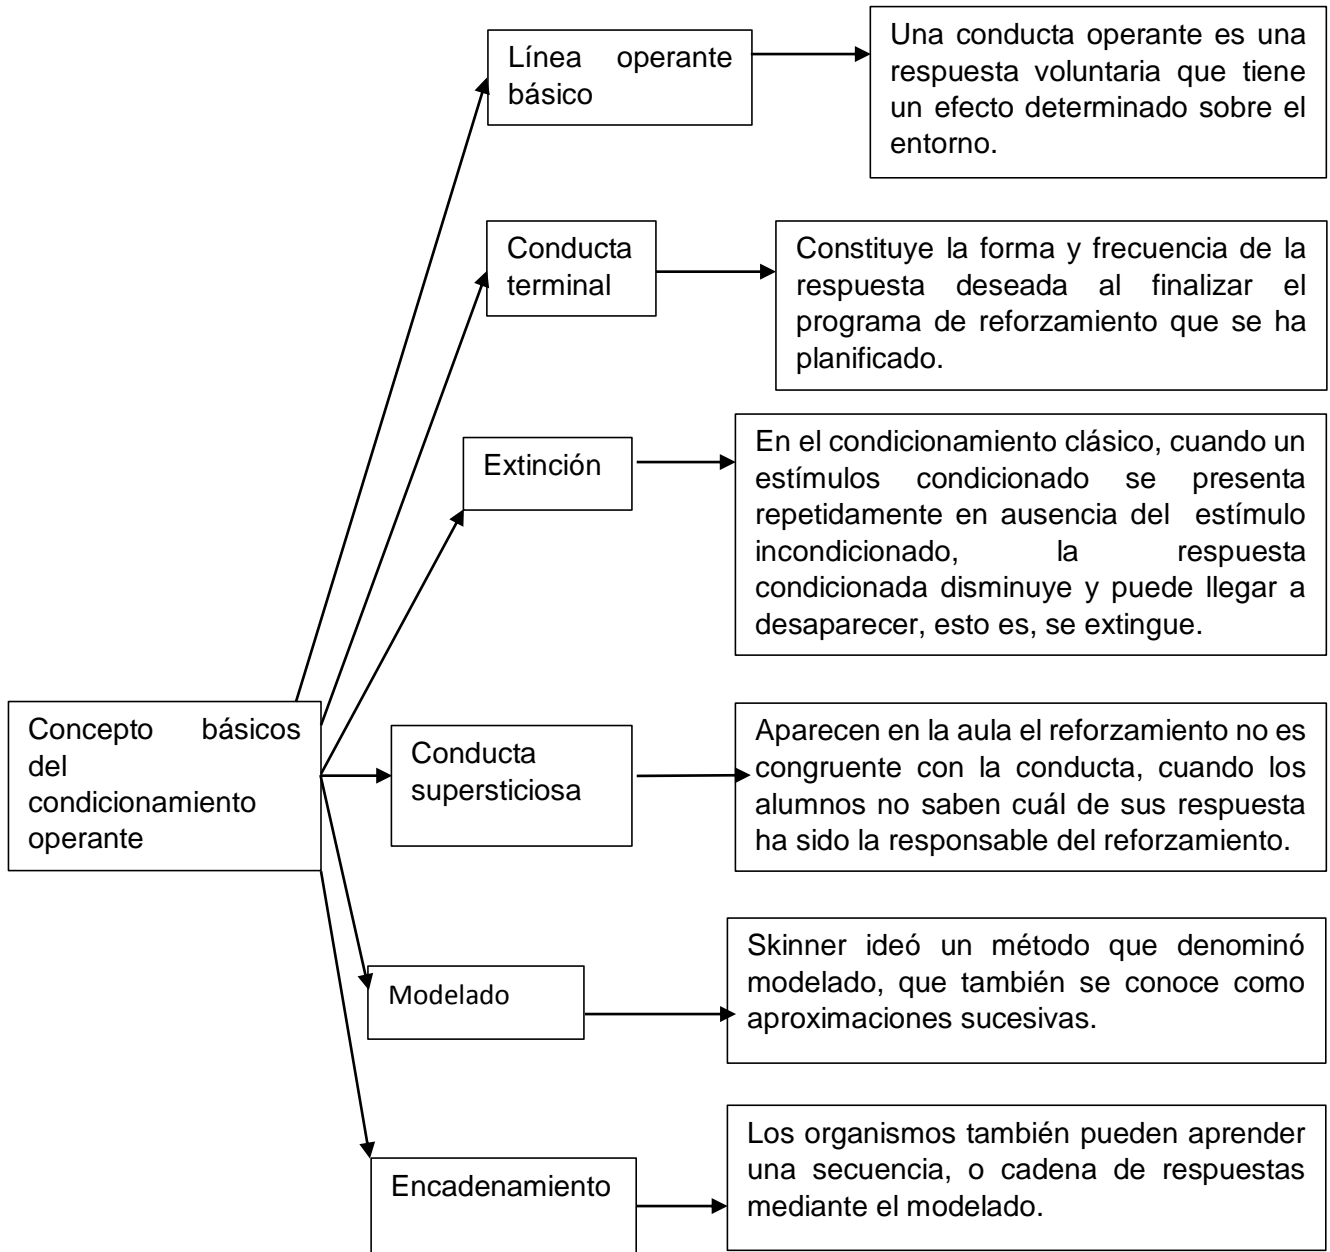 Línea operante
básico
Una conducta operante es una
respuesta voluntaria que tiene
un efecto determinado sobre el
entorno.
Conducta
terminal
Constituye la forma y frecuencia de la
respuesta deseada al finalizar el
programa de reforzamiento que se ha
planificado.
Extinción
En el condicionamiento clásico, cuando un
estímulos condicionado se presenta
repetidamente en ausencia del estímulo
incondicionado, la respuesta
condicionada disminuye y puede llegar a
desaparecer, esto es, se extingue.
Concepto básicos
del
condicionamiento
operante
Conducta
supersticiosa
Aparecen en la aula el reforzamiento no es
congruente con la conducta, cuando los
alumnos no saben cuál de sus respuesta
ha sido la responsable del reforzamiento.
Modelado
Skinner ideó un método que denominó
modelado, que también se conoce como
aproximaciones sucesivas.
Encadenamiento
Los organismos también pueden aprender
una secuencia, o cadena de respuestas
mediante el modelado.